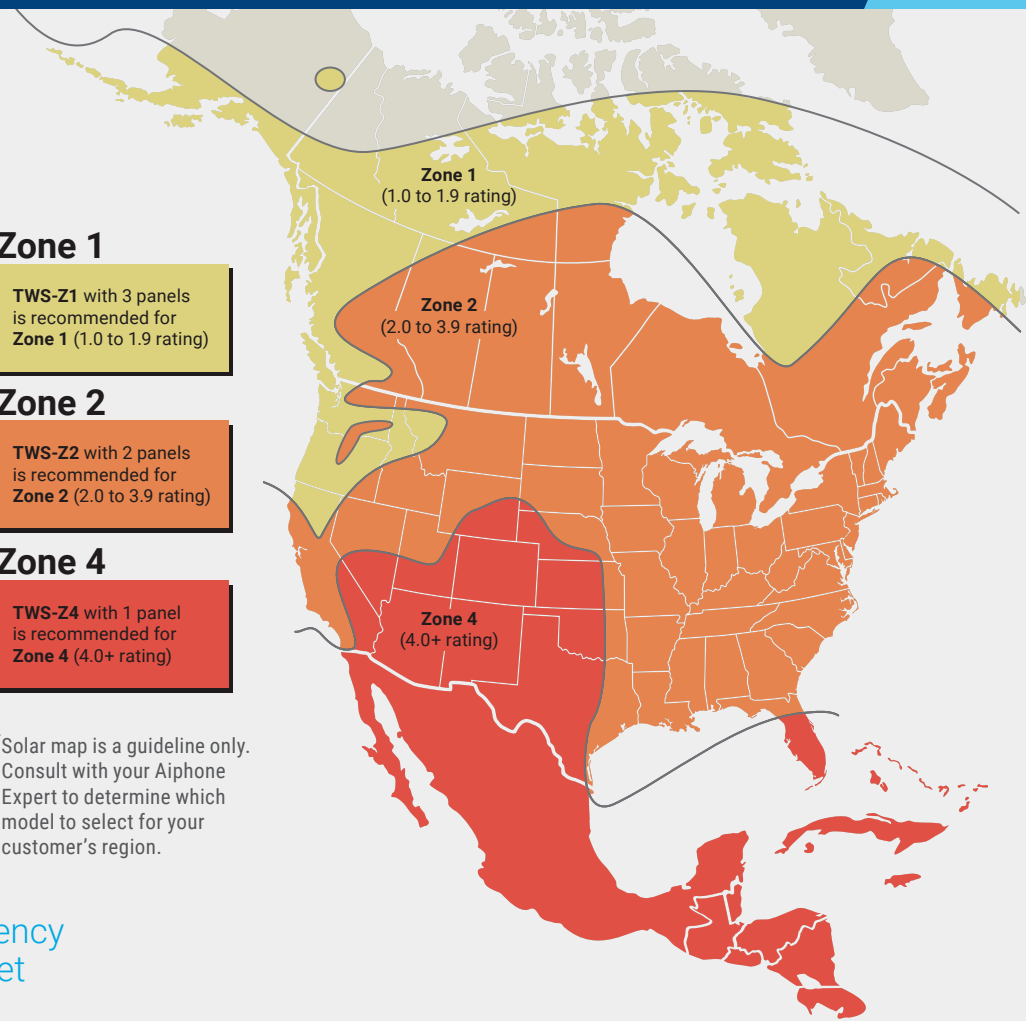 Zone 1
TWS-Z1 with 3 panels
is recommended for
Zone 1 (1.0 to 1.9 rating)
Zone 2
TWS-Z2 with 2 panels
is recommended for
Zone 2 (2.0 to 3.9 rating)
Zone 4
TWS-Z4 with 1 panel
is recommended for
Zone 4 (4.0+ rating)
Solar map is a guideline only.
Consult with your Aiphone
Expert to determine which
model to select for your
customer's region.
ency
et
Zone 1
(1.0 to 1.9 rating)
Zone 2
(2.0 to 3.9 rating)
Zone 4
(4.0+ rating)